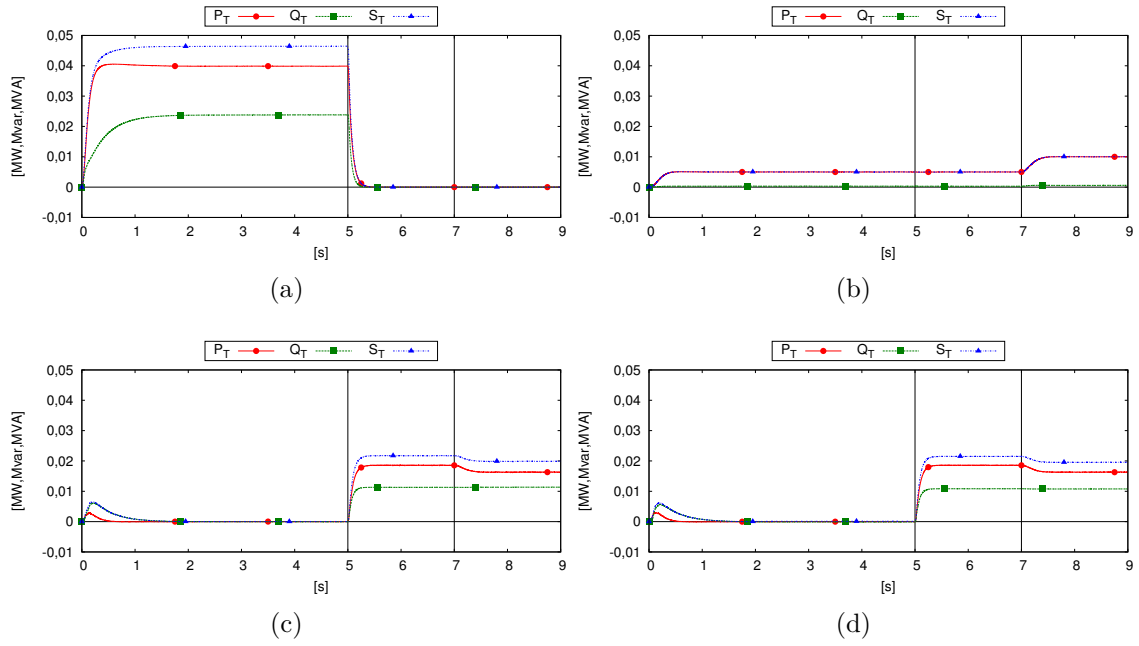 P_T Q_T S_T P_T Q_T S_T
0,05 0,05
0,04 0,04
0,03 0,03
0,02 0,02
0,01 0,01
0 0
-0,01 -0,01
[MW,Mvar,MVA] [MW,Mvar,MVA]
0 1 2 3 4 5 6 7 8 9 0 1 2 3 4 5 6 7 8 9
[s] [s]
(a) (b)
P_T Q_T S_T P_T Q_T S_T
0,05 0,05
0,04 0,04
0,03 0,03
0,02 0,02
0,01 0,01
0 0
-0,01 -0,01
[MW,Mvar,MVA] [MW,Mvar,MVA]
0 1 2 3 4 5 6 7 8 9 0 1 2 3 4 5 6 7 8 9
[s] [s]
(c) (d)